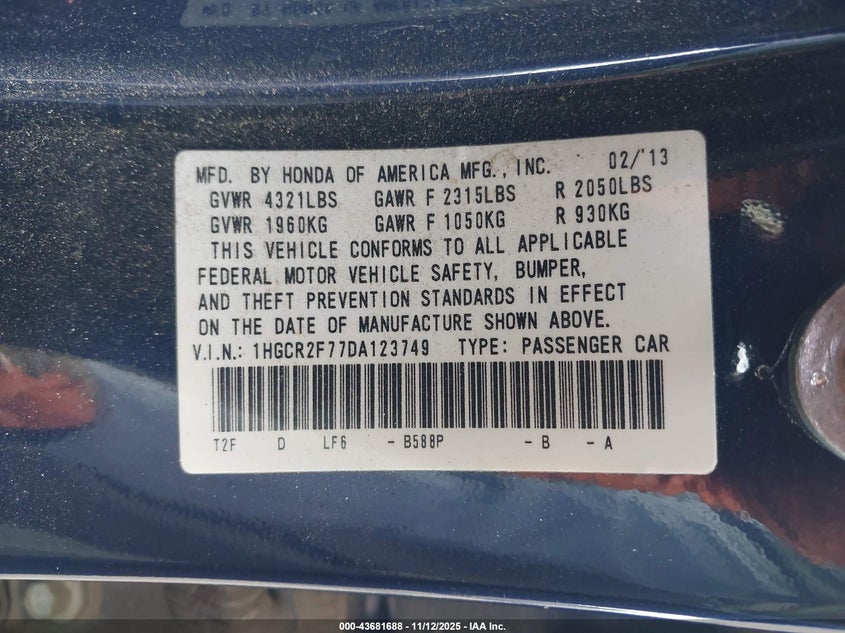 MFD. BY HONDA OF AMERICA MFG., INC. 02/'13
GVWR 4321LBS GAWR F 2315LBS R 2050LBS
GVWR 1960KG GAWR F 1050KG R 930KG
THIS VEHICLE CONFORMS TO ALL APPLICABLE
FEDERAL MOTOR VEHICLE SAFETY, BUMPER,
AND THEFT PREVENTION STANDARDS IN EFFECT
ON THE DATE OF MANUFACTURE SHOWN ABOVE.
V.I.N.: 1HGCR2F77DA123749 TYPE: PASSENGER CAR
T2F D LF6 -B588P -B -A
000-43681688 - 11/12/2025 - IAA Inc.